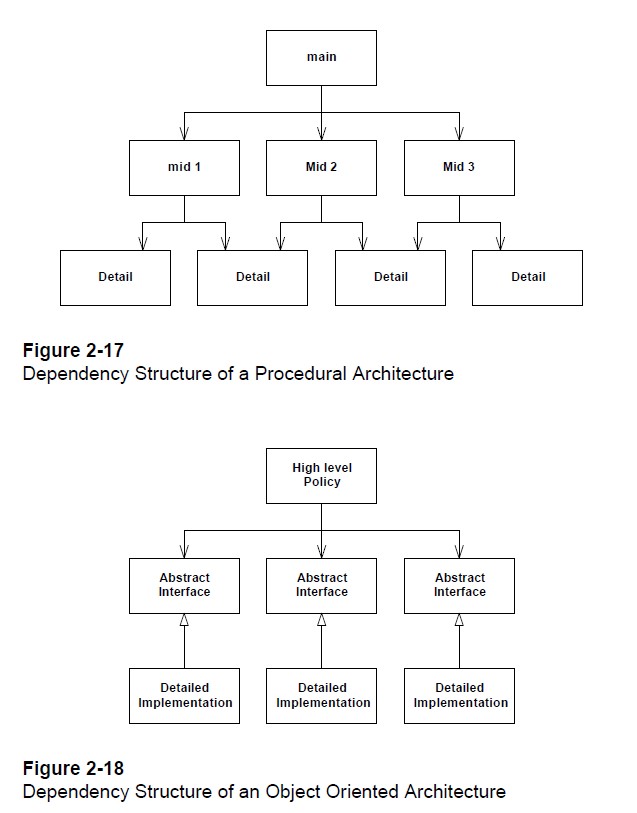 main
mid 1
Mid 2
Mid 3
Detail
Detail
Detail
Detail
Figure 2-17
Dependency Structure of a Procedural Architecture
High level
Policy
Abstract
Interface
Abstract
Interface
Abstract
Interface
Detailed
Implementation
Detailed
Implementation
Detailed
Implementation
Figure 2-18
Dependency Structure of an Object Oriented Architecture